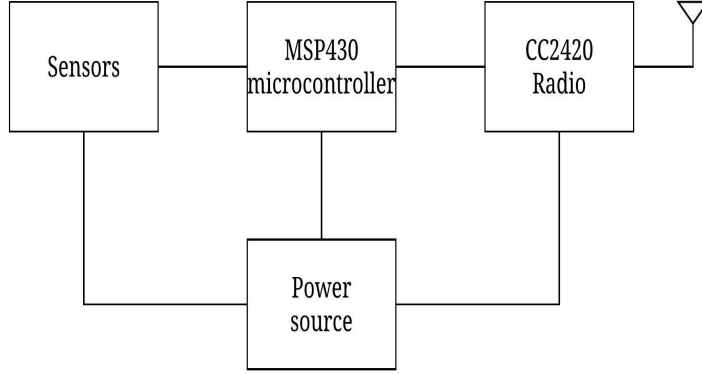 Sensors
MSP430
microcontroller
CC2420
Radio
Power
source